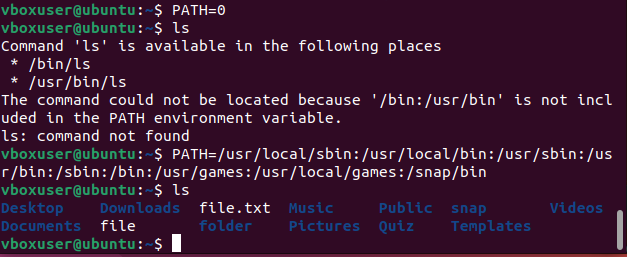 vboxuser@ubuntu:~$ PATH=0
vboxuser@ubuntu:~$ ls
Command 'ls' is available in the following places
 * /bin/ls
 * /usr/bin/ls
The command could not be located because '/bin:/usr/bin' is not incl
uded in the PATH environment variable.
ls: command not found
vboxuser@ubuntu:~$ PATH=/usr/local/sbin:/usr/local/bin:/usr/sbin:/us
r/bin:/sbin:/bin:/usr/games:/usr/local/games:/snap/bin
vboxuser@ubuntu:~$ ls
Desktop    Downloads  file.txt  Music     Public  snap       Videos
Documents  file       folder    Pictures  Quiz    Templates
vboxuser@ubuntu:~$